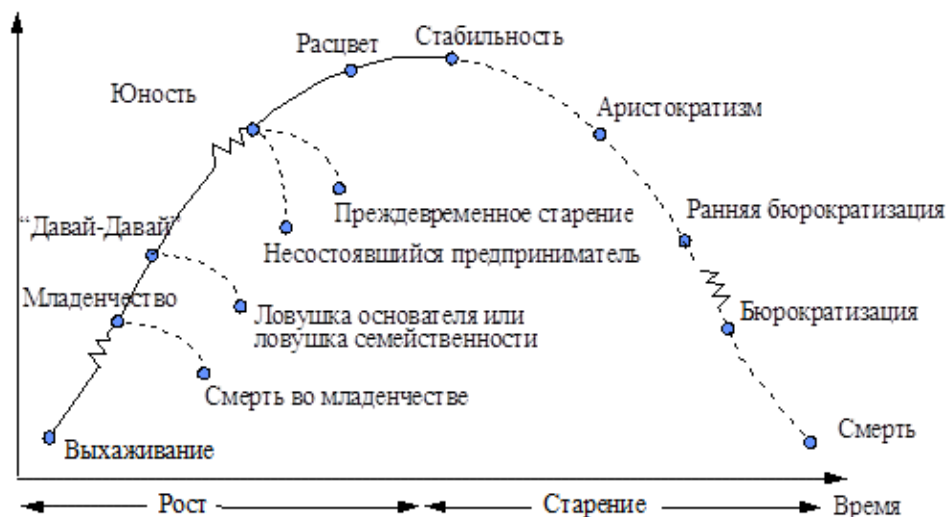 Стабильность
Расцвет
Юность
Аристократизм
Преждевременное старение
Ранняя бюрократизация
“Давай-Давай”
Несостоявшийся предприниматель
Младенчество
Ловушка основателя или
ловушка семейственности
Бюрократизация
Смерть во младенчестве
Смерть
Выхаживание
Рост
Старение
Время